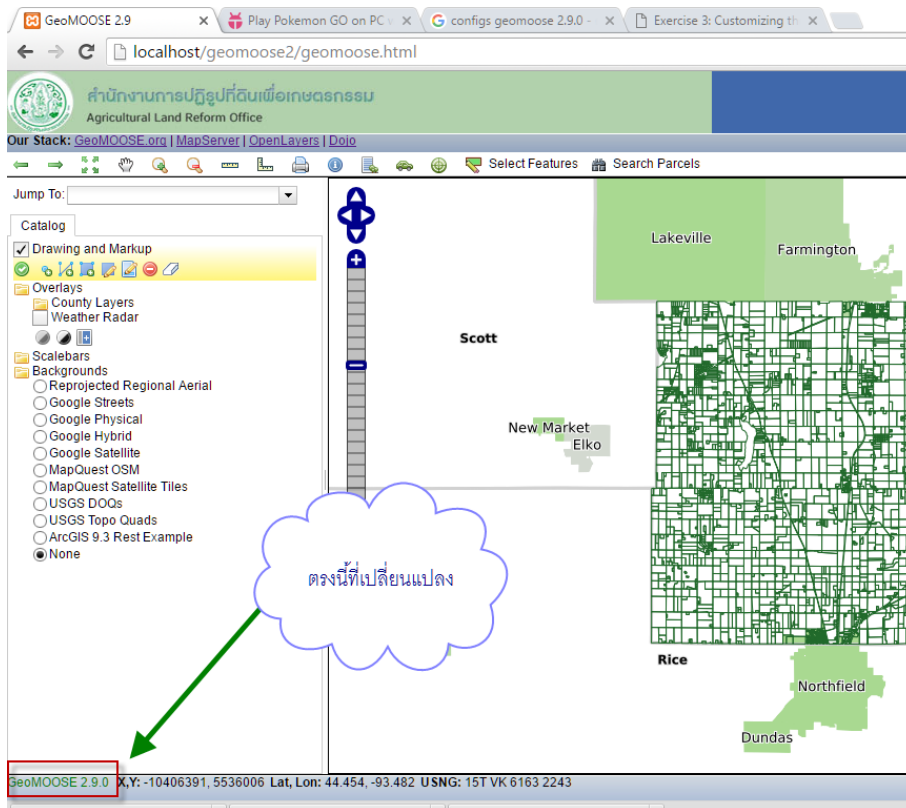 GeoMOOSE 2.9
Play Pokemon GO on PC v
configs geomoose 2.9.0 -
Exercise 3: Customizing th
localhost/geomoose2/geomoose.html
สำนักงานการปฏิรูปที่ดินเพื่อเกษตรกรรม
Agricultural Land Reform Office
Our Stack: GeoMOOSE.org | MapServer | OpenLayers | Dojo
Select Features
Search Parcels
Jump To:
Catalog
Drawing and Markup
Overlays
County Layers
Weather Radar
Scalebars
Backgrounds
Reprojected Regional Aerial
Google Streets
Google Physical
Google Hybrid
Google Satellite
MapQuest OSM
MapQuest Satellite Tiles
USGS DOQs
USGS Topo Quads
ArcGIS 9.3 Rest Example
None
Lakeville
Farmington
Scott
New Market
Elko
ตรงนี้ที่เปลี่ยนแปลง
Rice
Northfield
Dundas
GeoMOOSE 2.9.0 X,Y: -10406391, 5536006 Lat, Lon: 44.454, -93.482 USNG: 15T VK 6163 2243